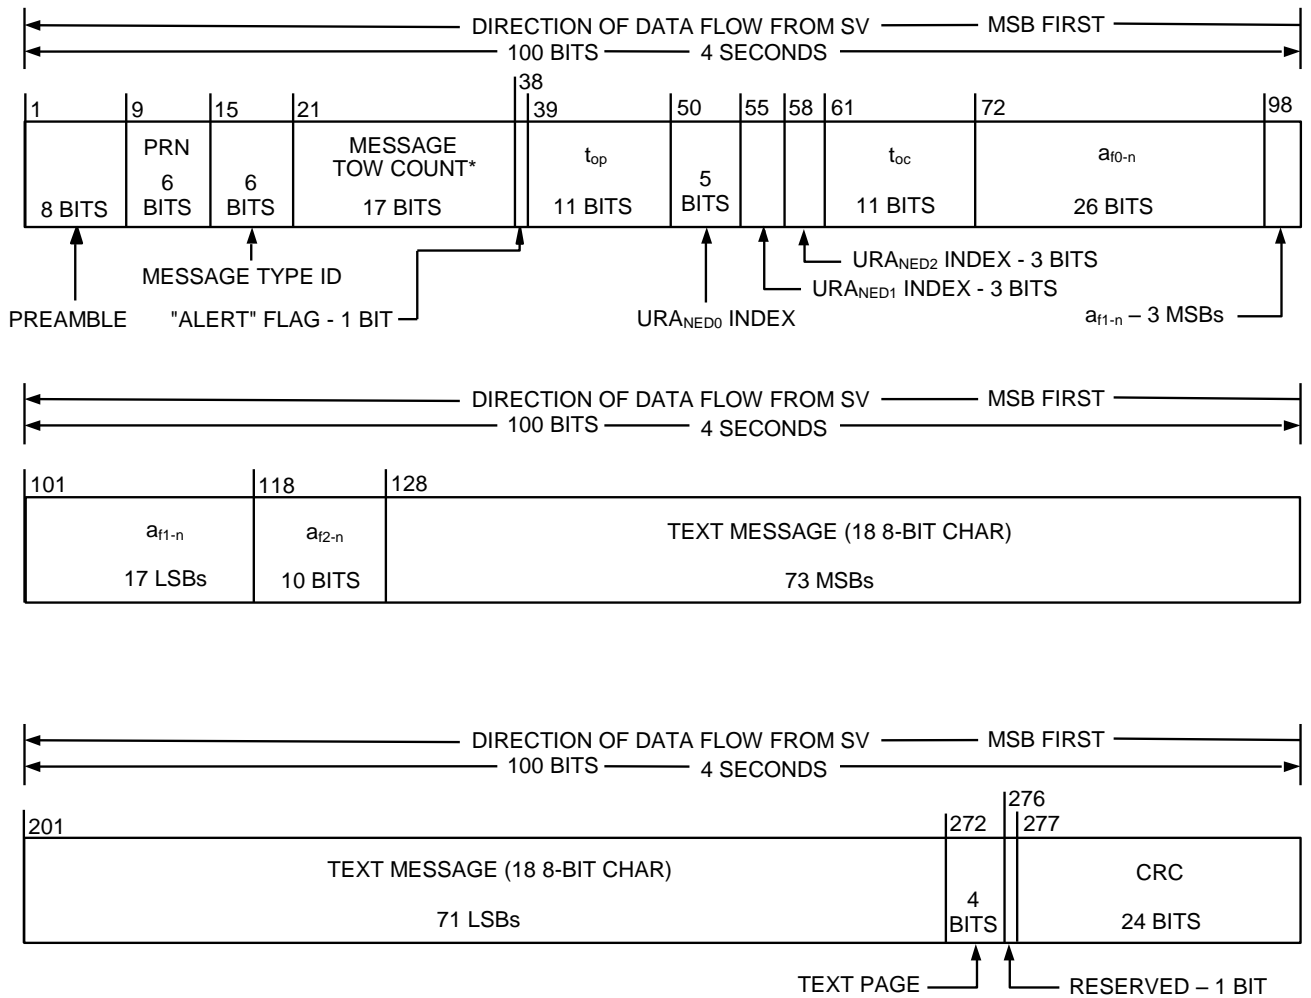 DIRECTION OF DATA FLOW FROM SV MSB FIRST
100 BITS 4 SECONDS
38
1 9 15 21 39 50 55 58 61 72 98
PRN
6
BITS
MESSAGE
TOW COUNT*
17 BITS
8 BITS
6
BITS
top
11 BITS
5
BITS
toc
11 BITS
af0-n
26 BITS
URANED2 INDEX - 3 BITS
MESSAGE TYPE ID
URANED1 INDEX - 3 BITS
PREAMBLE
"ALERT" FLAG - 1 BIT
URANED0 INDEX
af1-n – 3 MSBs
DIRECTION OF DATA FLOW FROM SV MSB FIRST
100 BITS 4 SECONDS
101 118 128
af1-n
17 LSBs
af2-n
10 BITS
TEXT MESSAGE (18 8-BIT CHAR)
73 MSBs
DIRECTION OF DATA FLOW FROM SV MSB FIRST
100 BITS 4 SECONDS
276
201 272 277
TEXT MESSAGE (18 8-BIT CHAR)
71 LSBs
4
BITS
CRC
24 BITS
TEXT PAGE
RESERVED – 1 BIT